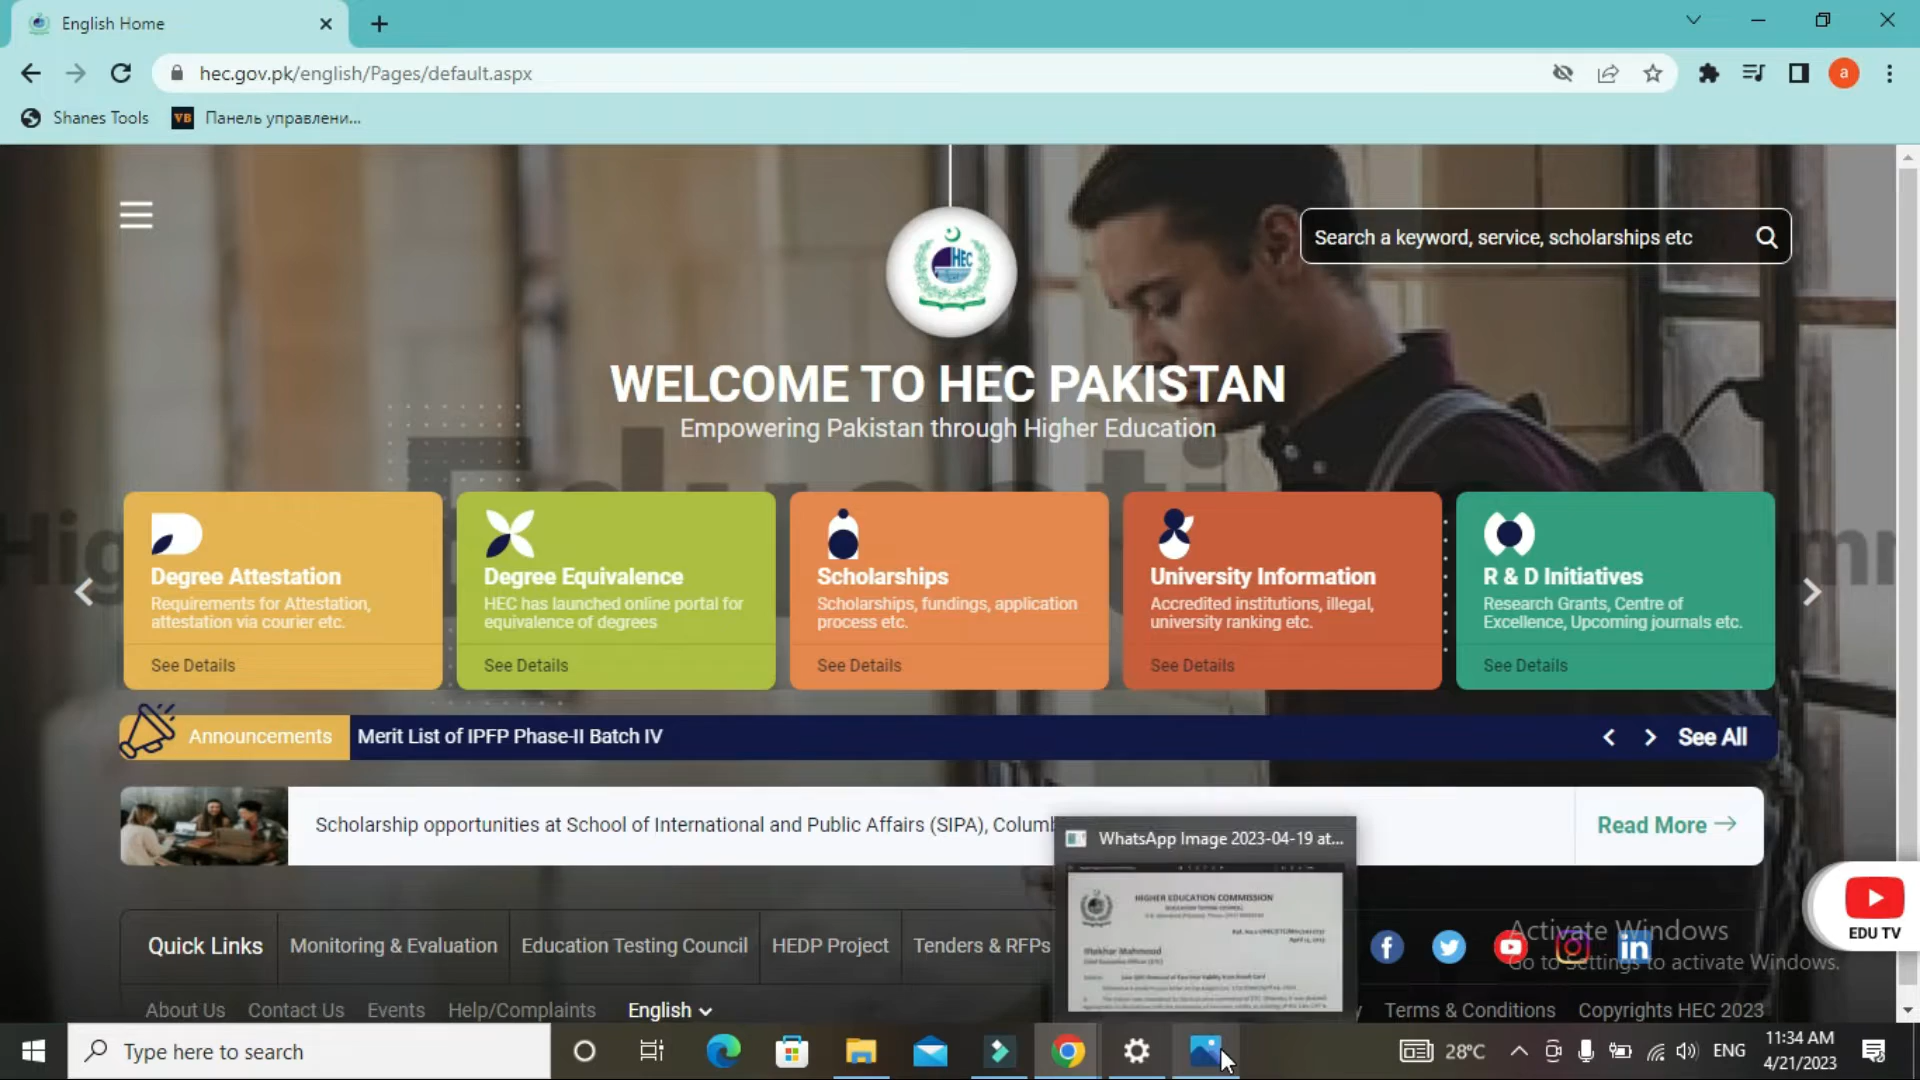 English Home
hec.gov.pk/english/Pages/default.aspx
a
Shanes Tools
VB Панель управлени...
Search a keyword, service, scholarships etc
HEC
WELCOME TO HEC PAKISTAN
Empowering Pakistan through Higher Education
Degree Attestation
Requirements for Attestation,
attestation via courier etc.
See Details
Degree Equivalence
HEC has launched online portal for
equivalence of degrees
See Details
Scholarships
Scholarships, fundings, application
process etc.
See Details
University Information
Accredited institutions, illegal,
university ranking etc.
See Details
R & D Initiatives
Research Grants, Centre of
Excellence, Upcoming journals etc.
See Details
Announcements
Merit List of IPFP Phase-II Batch IV
See All
Scholarship opportunities at School of International and Public Affairs (SIPA),
Read More
WhatsApp Image 2023-04-19 at...
HIGHER EDUCATION COMMISSION
EDUCATION TESTING COUNCIL
Iftikhar Mahmood
EDU TV
Quick Links
Monitoring & Evaluation
Education Testing Council
HEDP Project
Tenders & RFPs
in
Activate Windows
Go to Settings to activate Windows.
About Us
Contact Us
Events
Help/Complaints
English
Terms & Conditions
Copyrights HEC 2023
Type here to search
28°C
ENG
11:34 AM
4/21/2023